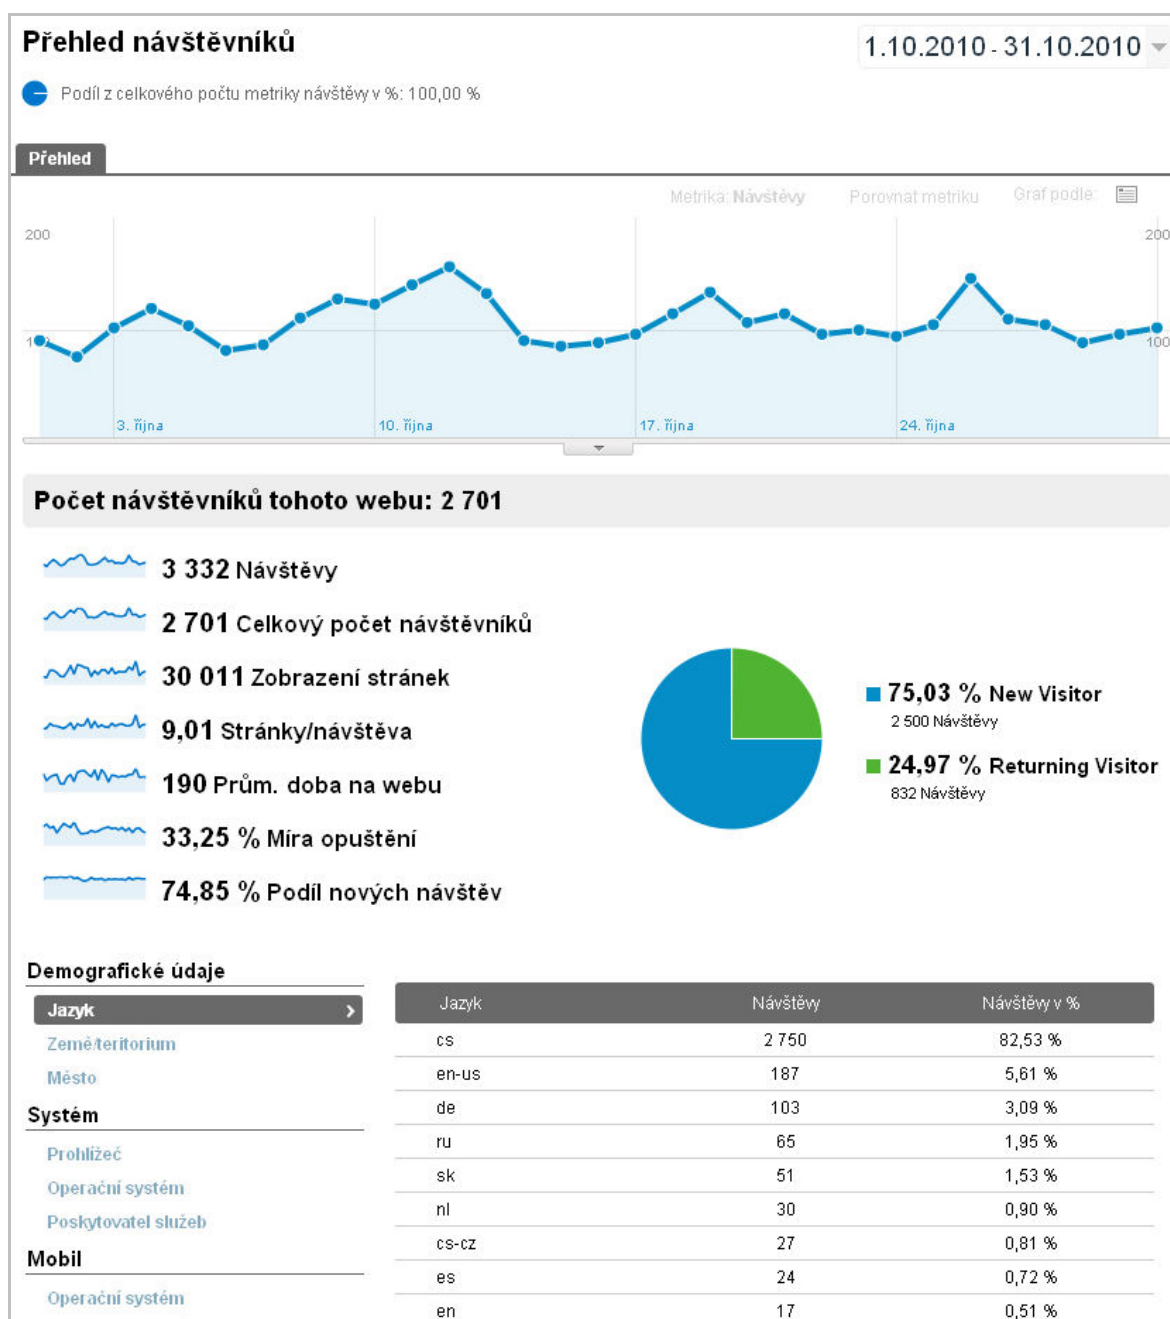 Přehled návštěvníků
1.10.2010 - 31.10.2010
Podíl z celkového počtu metriky návštěvy v %: 100,00 %
Přehled
Metrika: Návštěvy Porovnat metriku Graf podle:
200 200
100
3. října 10. října 17. října 24. října
Počet návštěvníků tohoto webu: 2 701
3 332 Návštěvy
2 701 Celkový počet návštěvníků
30 011 Zobrazení stránek
9,01 Stránky/návštěva
190 Prům. doba na webu
33,25 % Míra opuštění
74,85 % Podíl nových návštěv
75,03 % New Visitor
2 500 Návštěvy
24,97 % Returning Visitor
832 Návštěvy
Demografické údaje
Jazyk
Země/teritorium
Město
Systém
Prohlížeč
Operační systém
Poskytovatel služeb
Mobil
Operační systém
Jazyk Návštěvy Návštěvy v %
cs 2 750 82,53 %
en-us 187 5,61 %
de 103 3,09 %
ru 65 1,95 %
sk 51 1,53 %
nl 30 0,90 %
cs-cz 27 0,81 %
es 24 0,72 %
en 17 0,51 %